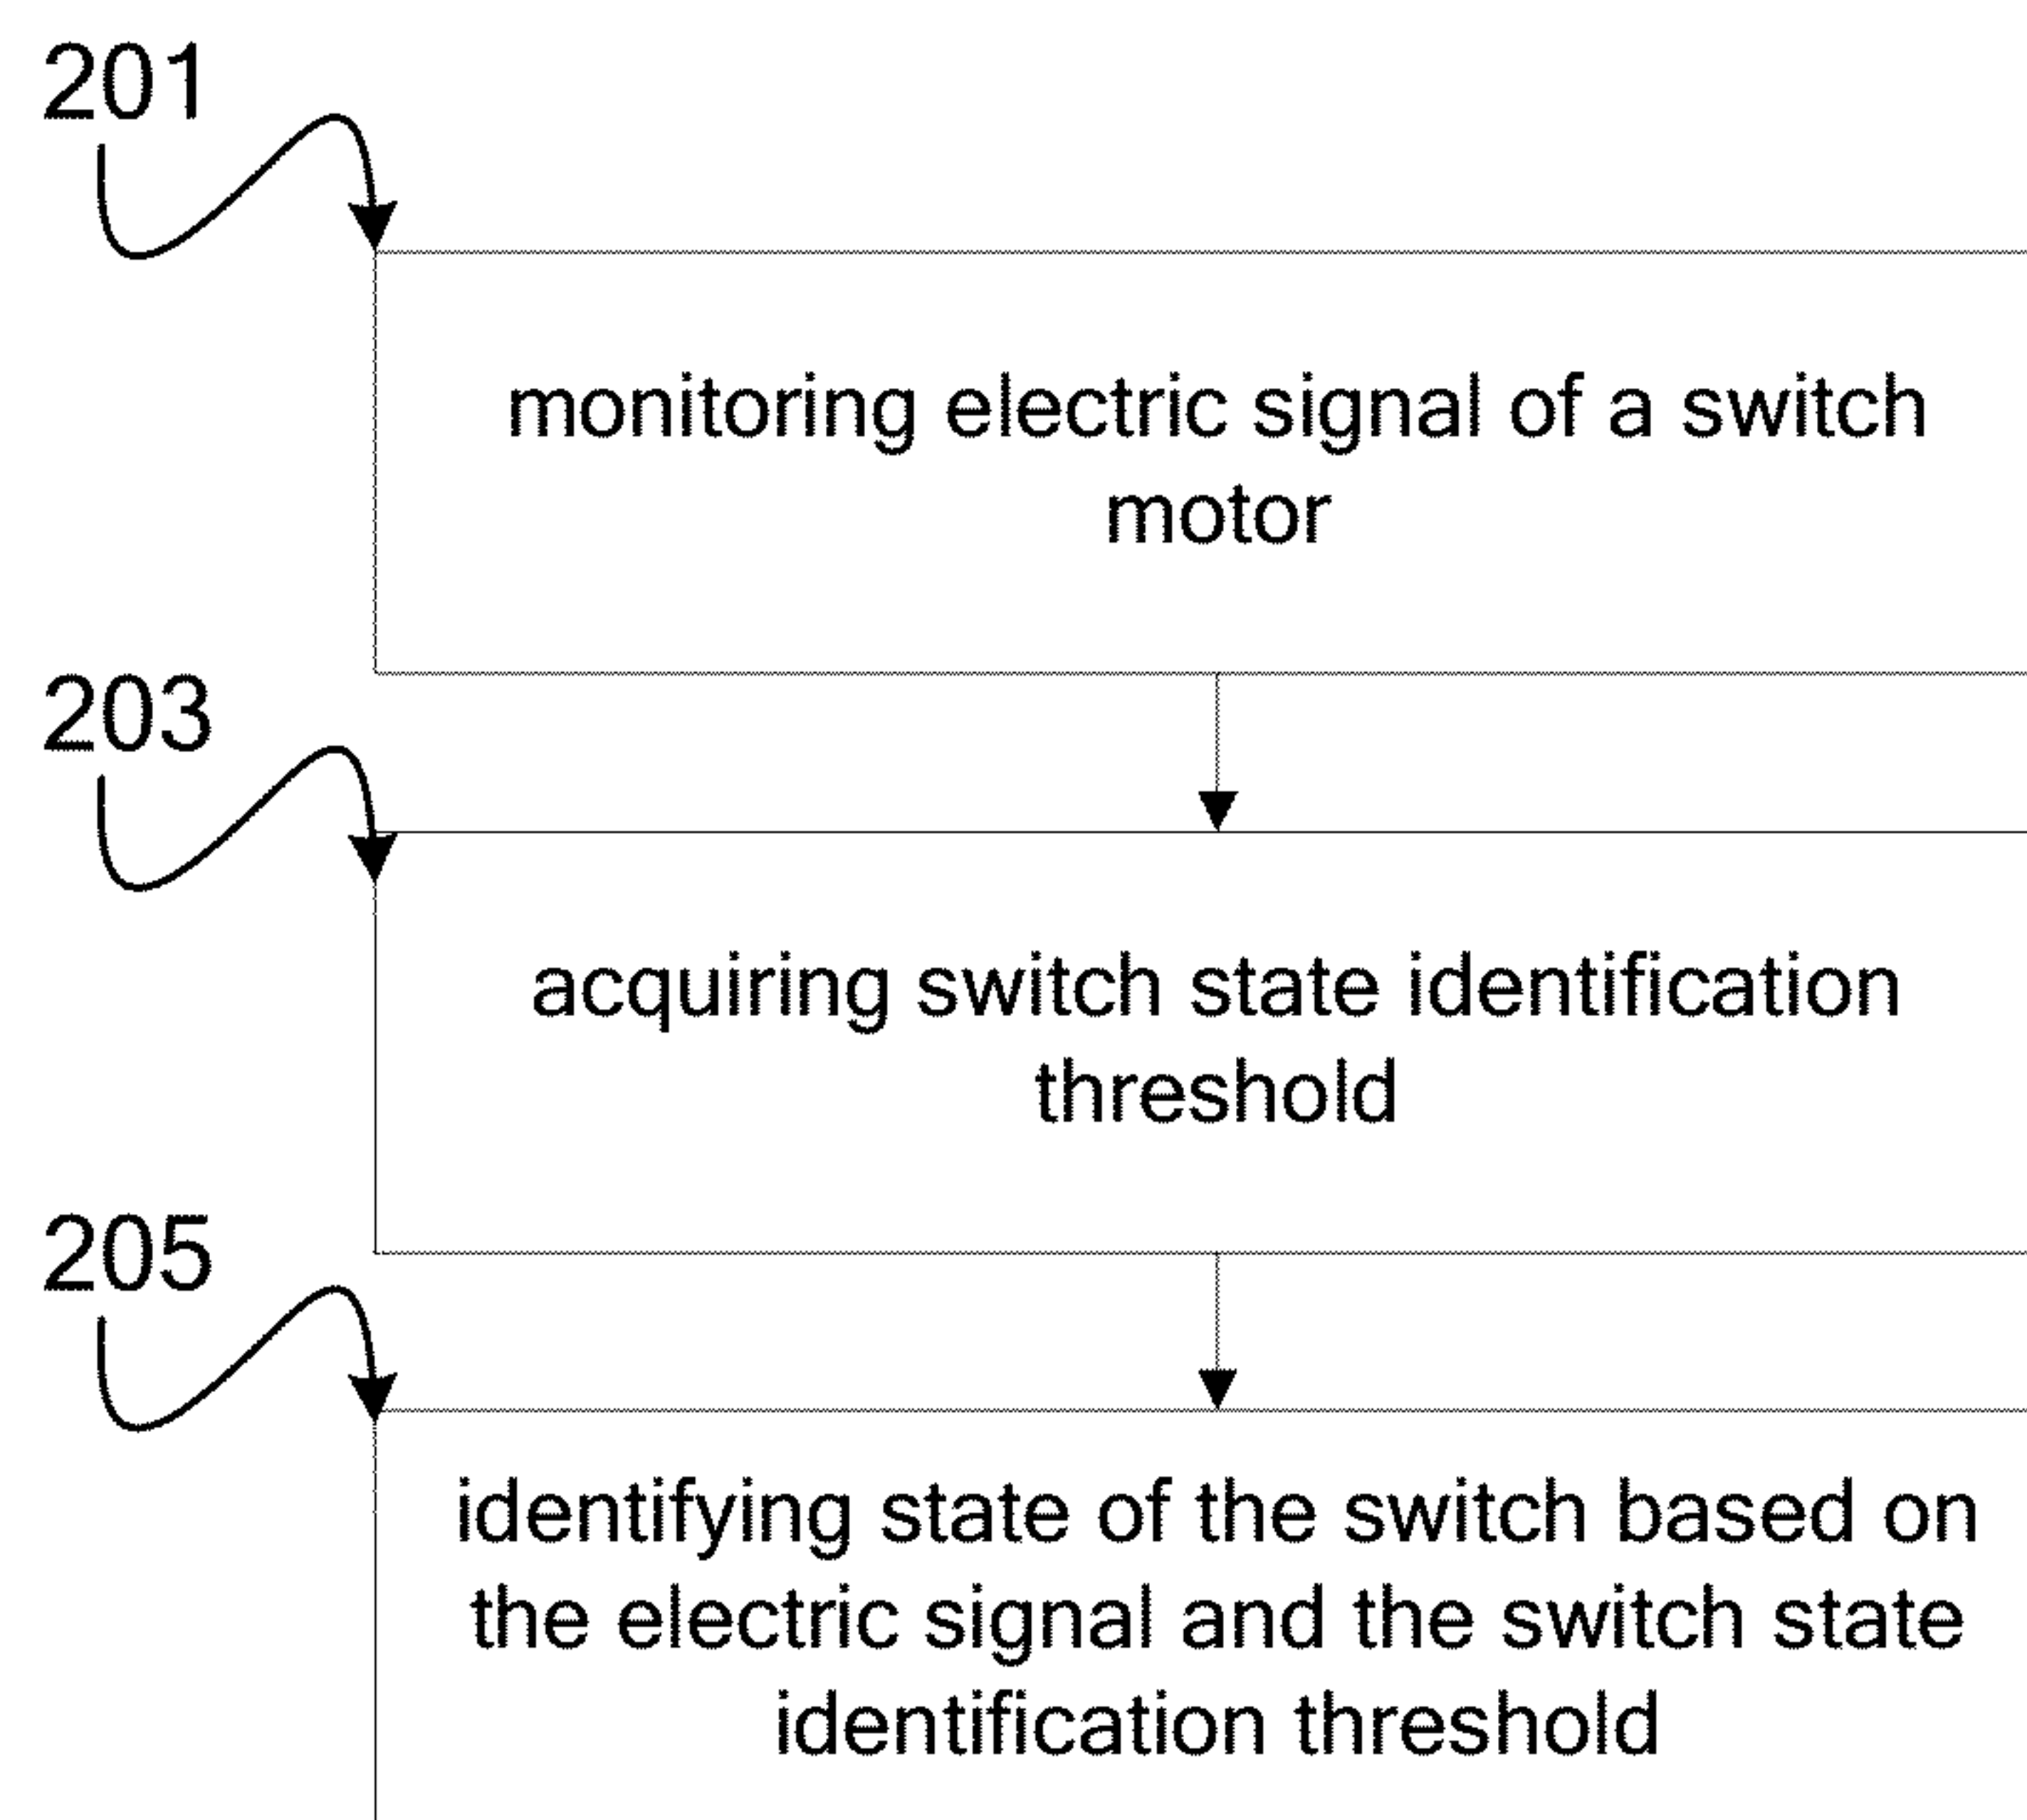 201
monitoring electric signal of a switch
motor
203
acquiring switch state identification
threshold
205
identifying state of the switch based on
the electric signal and the switch state
identification threshold